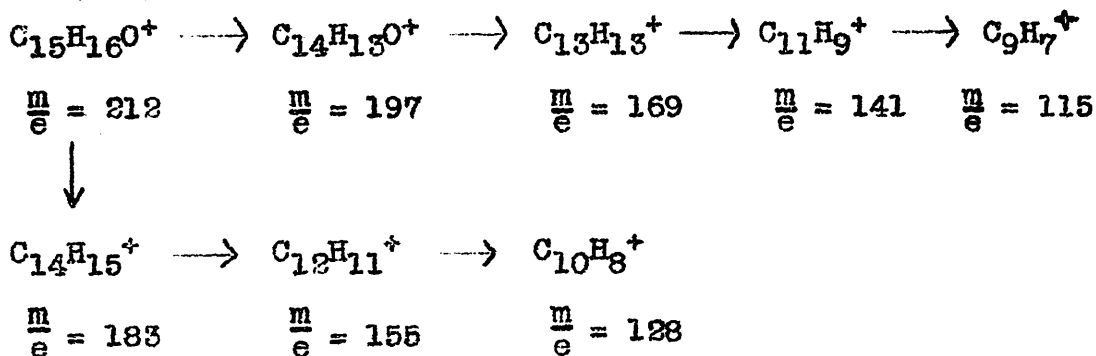 C₁₅H₁₆O⁺ → C₁₄H₁₃O⁺ → C₁₃H₁₃⁺ → C₁₁H₉⁺ → C₉H₇⁺
m/e = 212 m/e = 197 m/e = 169 m/e = 141 m/e = 115
↓
C₁₄H₁₅⁺ → C₁₂H₁₁⁺ → C₁₀H₈⁺
m/e = 183 m/e = 155 m/e = 128